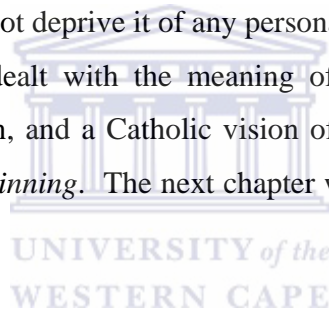 ot deprive it of any persona
dealt with the meaning of
n, and a Catholic vision of
inning. The next chapter v
UNIVERSITY of the
WESTERN CAPE